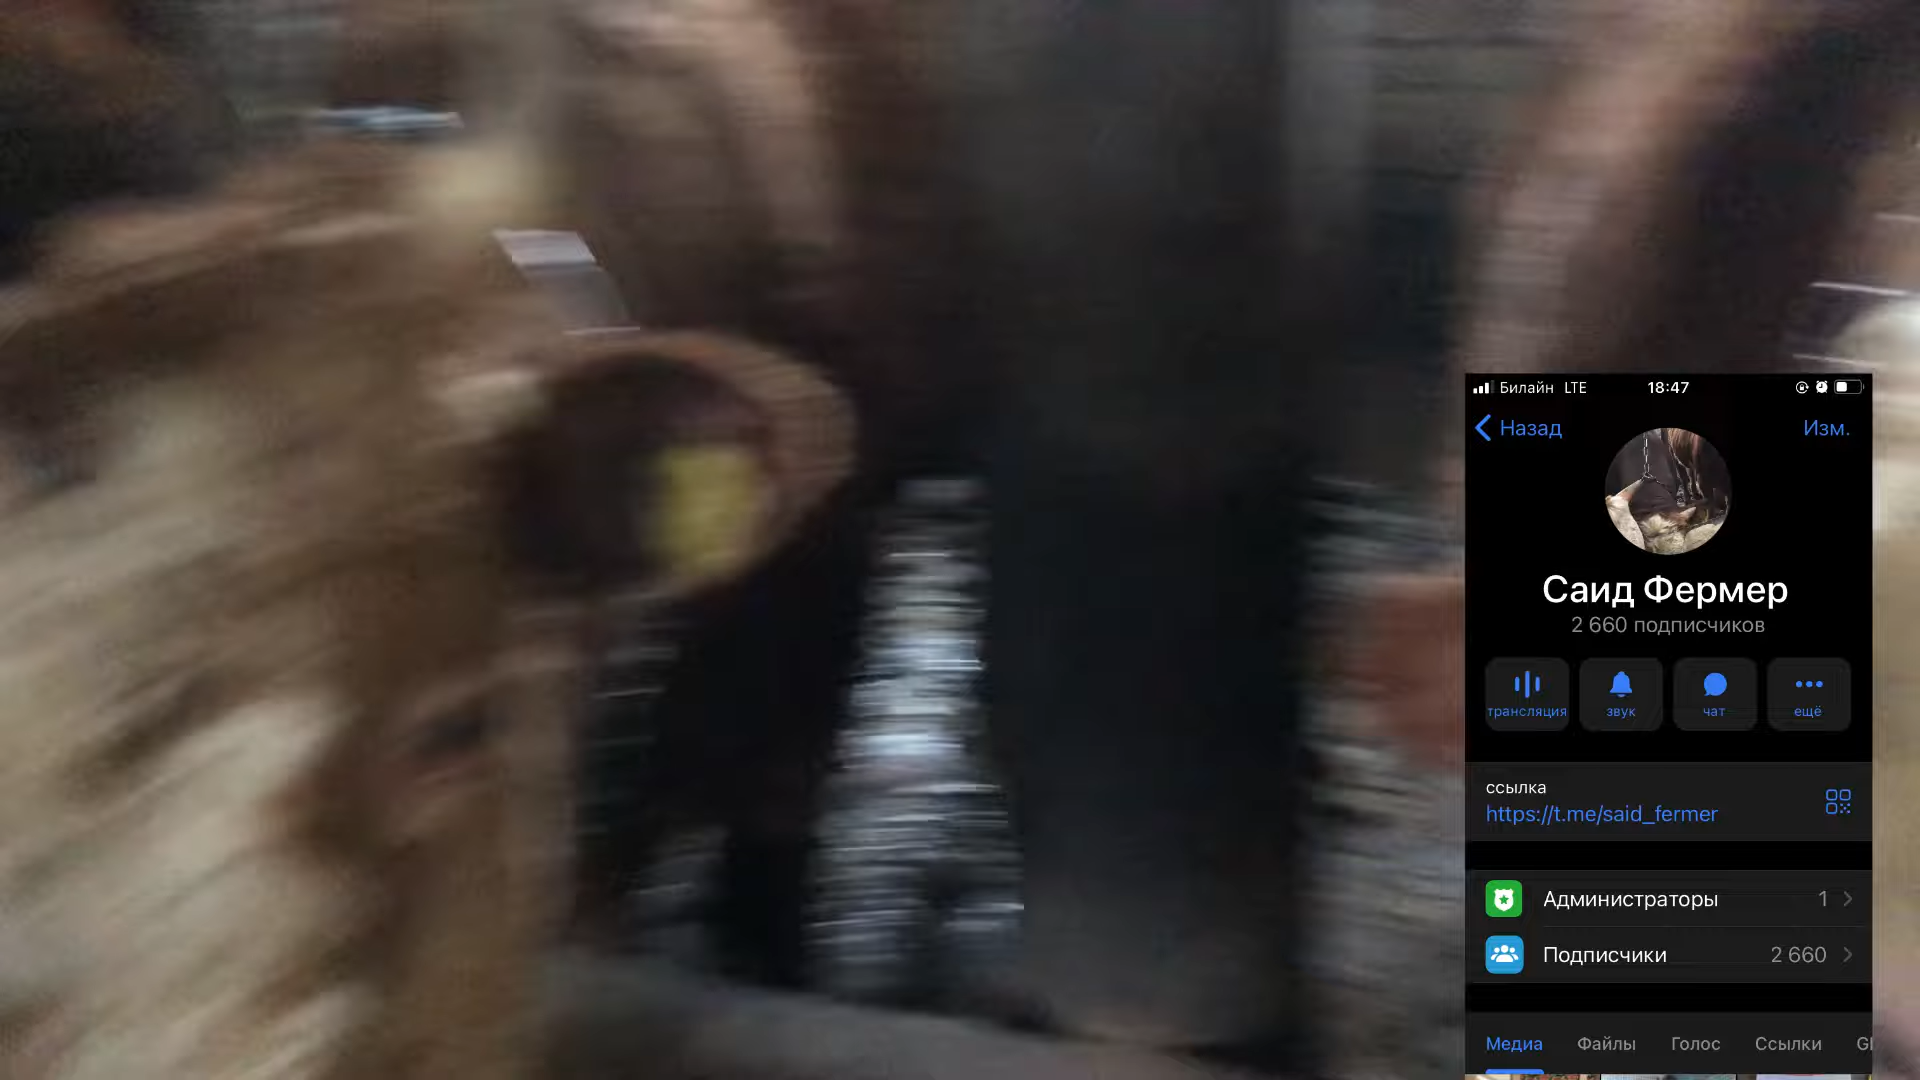 Билайн LTE 18:47
Назад Изм.
Саид Фермер
2 660 подписчиков
трансляция звук чат ещё
ссылка
https://t.me/said_fermer
Администраторы 1
Подписчики 2 660
Медиа Файлы Голос Ссылки